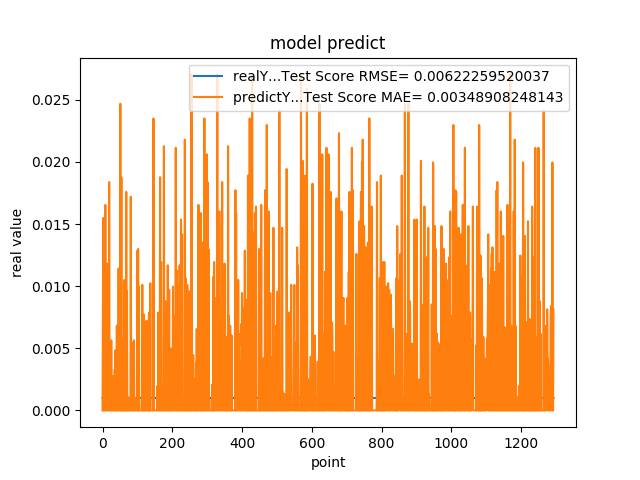 model predict
realY...Test Score RMSE= 0.00622259520037
predictY...Test Score MAE= 0.00348908248143
0.025
0.020
0.015
0.010
0.005
0.000
real value
0 200 400 600 800 1000 1200
point